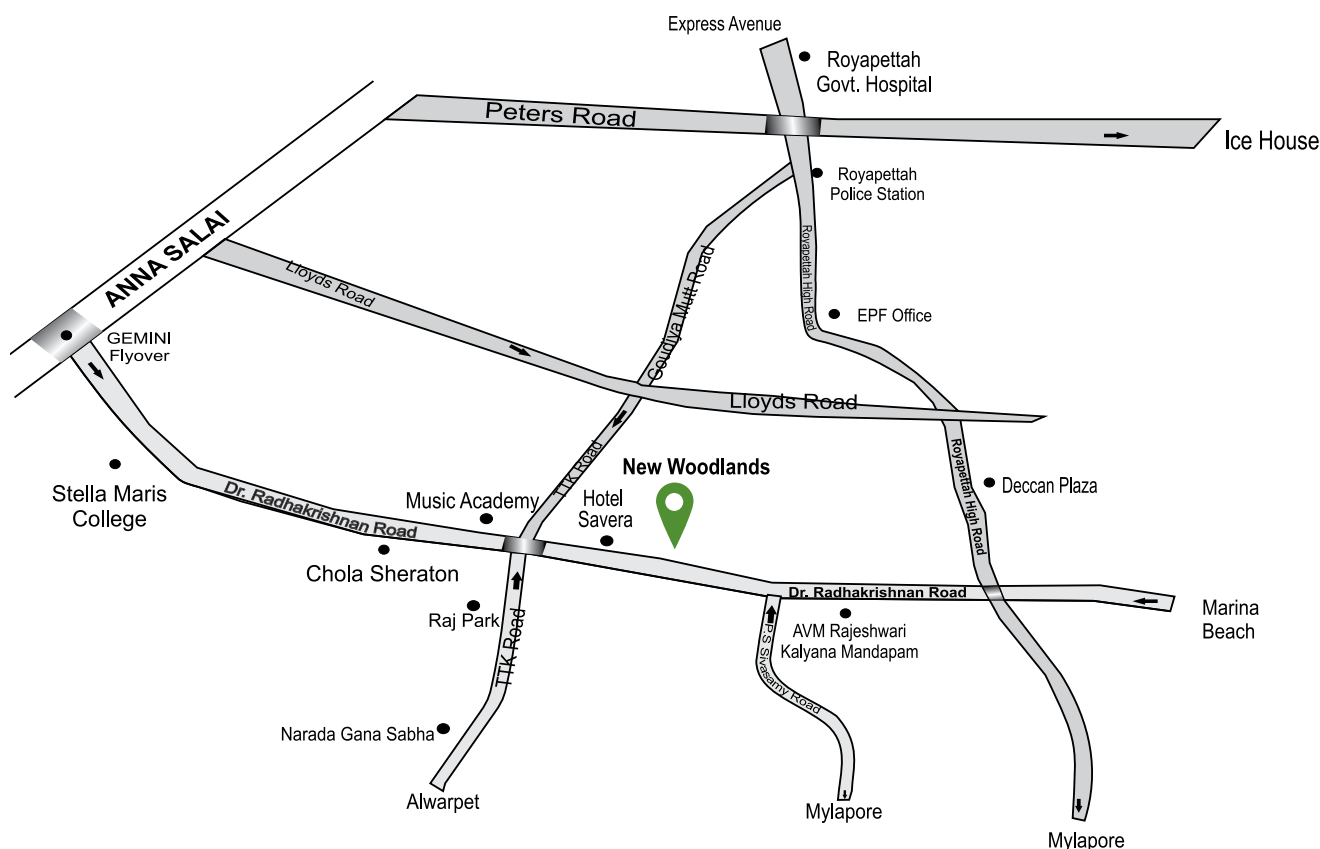 Express Avenue
Royapettah
Govt. Hospital
Peters Road
Ice House
Royapettah
Police Station
ANNA SALAI
Lloyds Road
Goudiya Mutt Road
Royapettah High Road
EPF Office
GEMINI
Flyover
Lloyds Road
TTK Road
New Woodlands
Royapettah High Road
Deccan Plaza
Stella Maris
College
Dr. Radhakrishnan Road
Music Academy
Hotel
Savera
Chola Sheraton
Dr. Radhakrishnan Road
Marina
Beach
Raj Park
TTK Road
P.S Sivasamy Road
AVM Rajeshwari
Kalyana Mandapam
Narada Gana Sabha
Alwarpet
Mylapore
Mylapore